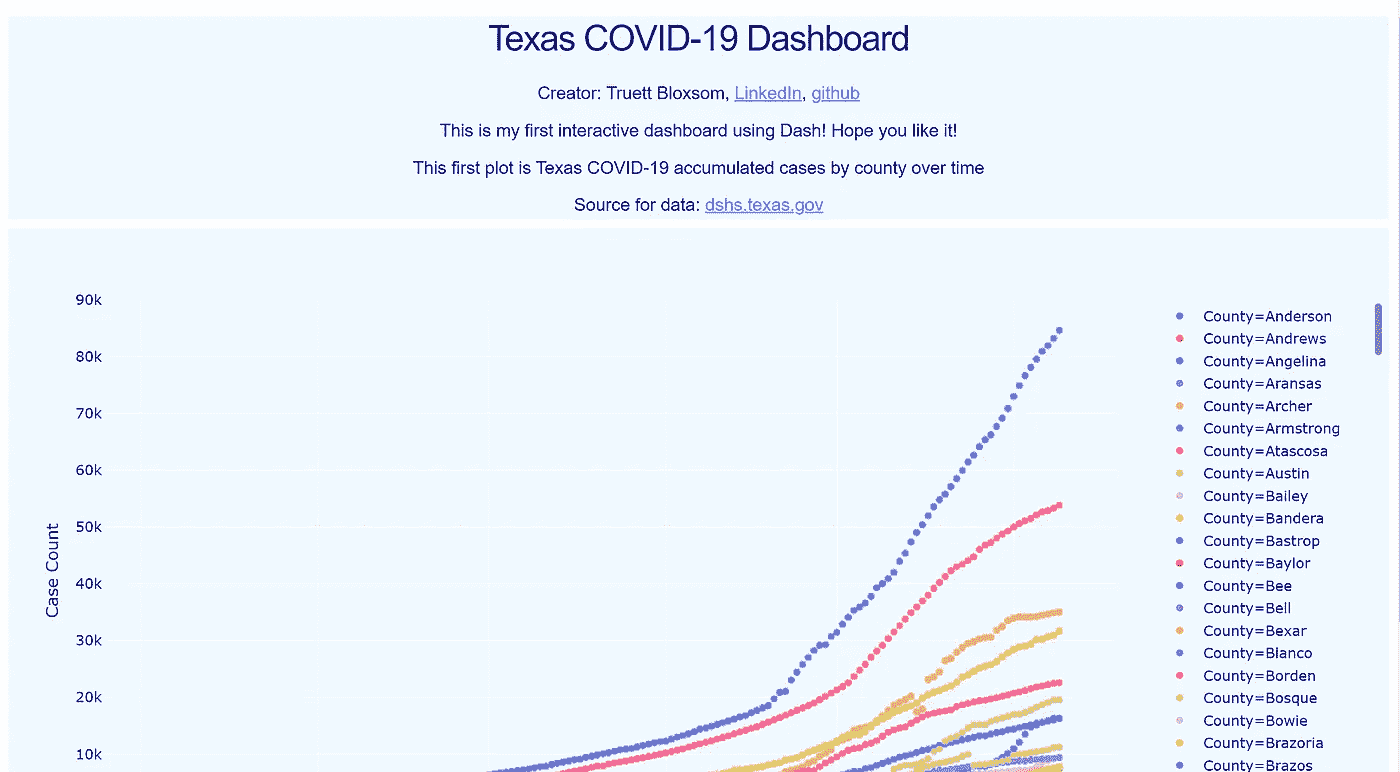 Texas COVID-19 Dashboard
Creator: Truett Bloxsom, LinkedIn, github
This is my first interactive dashboard using Dash! Hope you like it!
This first plot is Texas COVID-19 accumulated cases by county over time
Source for data: dshs.texas.gov
90k
80k
70k
60k
50k
40k
30k
20k
10k
Case Count
County=Anderson
County=Andrews
County=Angelina
County=Aransas
County=Archer
County=Armstrong
County=Atascosa
County=Austin
County=Bailey
County=Bandera
County=Bastrop
County=Baylor
County=Bee
County=Bell
County=Bexar
County=Blanco
County=Borden
County=Bosque
County=Bowie
County=Brazoria
County=Brazos